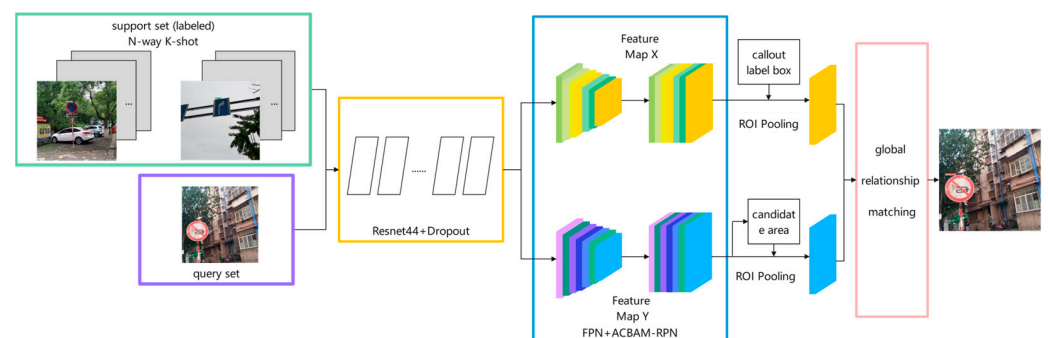 support set (labeled)
N-way K-shot
...
...
query set
......
Resnet44+Dropout
Feature
Map X
Feature
Map Y
FPN+ACBAM-RPN
callout
label box
ROI Pooling
candidat
e area
ROI Pooling
global
relationship
matching